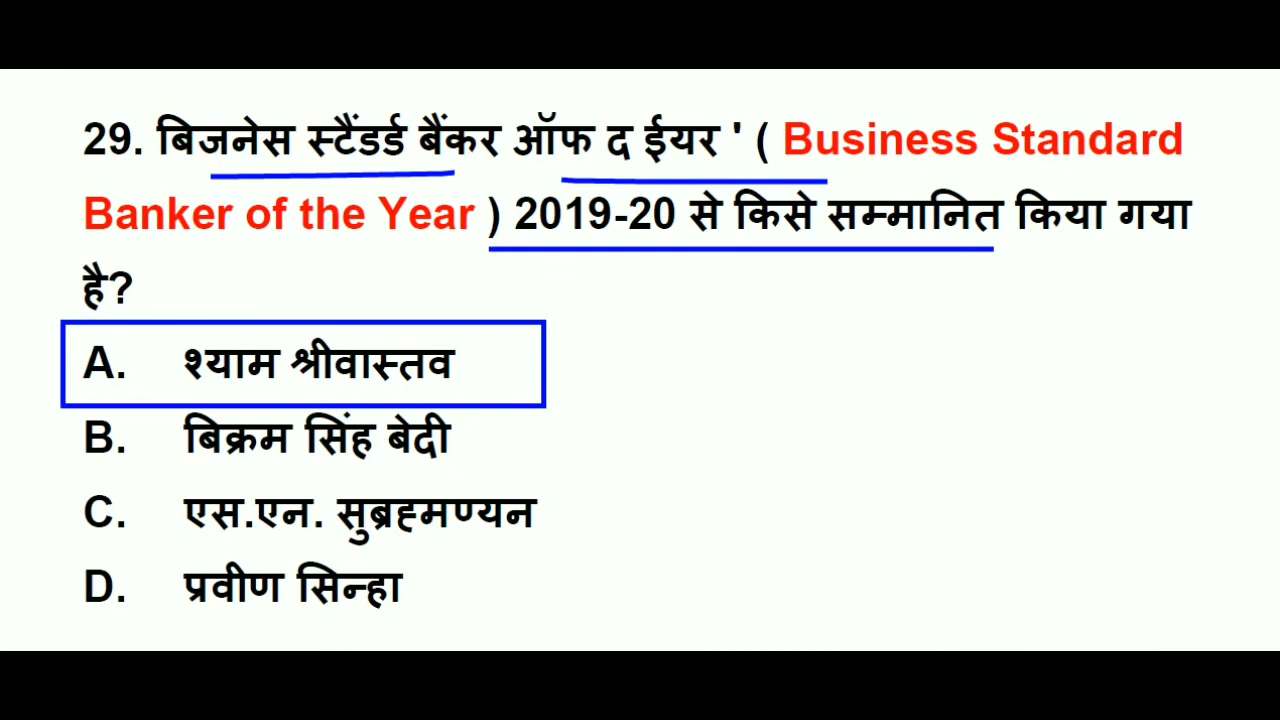 29. बिजनेस स्टैंडर्ड बैंकर ऑफ द ईयर ' ( Business Standard
Banker of the Year ) 2019-20 से किसे सम्मानित किया गया
है?
A. श्याम श्रीवास्तव
B. बिक्रम सिंह बेदी
C. एस.एन. सुब्रह्मण्यन
D. प्रवीण सिन्हा